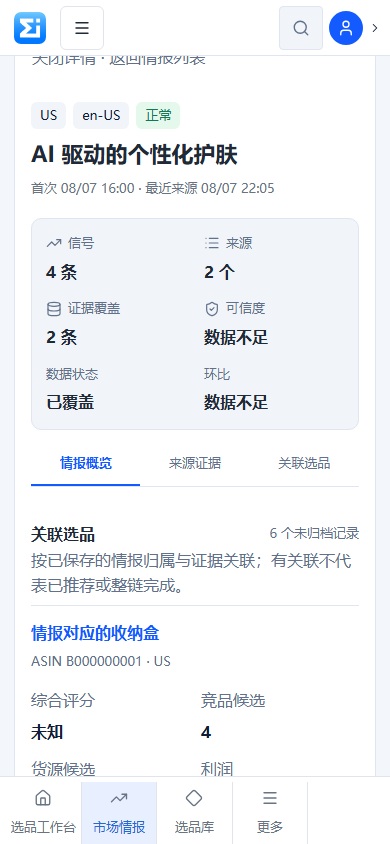 关闭详情 · 返回情报列表
US en-US 正常
AI 驱动的个性化护肤
首次 08/07 16:00 · 最近来源 08/07 22:05
信号 来源
4 条 2 个
证据覆盖 可信度
2 条 数据不足
数据状态 环比
已覆盖 数据不足
情报概览 来源证据 关联选品
关联选品 6 个未归档记录
按已保存的情报归属与证据关联；有关联不代
表已推荐或整链完成。
情报对应的收纳盒
ASIN B000000001 · US
综合评分 竞品候选
未知 4
货源候选 利润
选品工作台 市场情报 选品库 更多